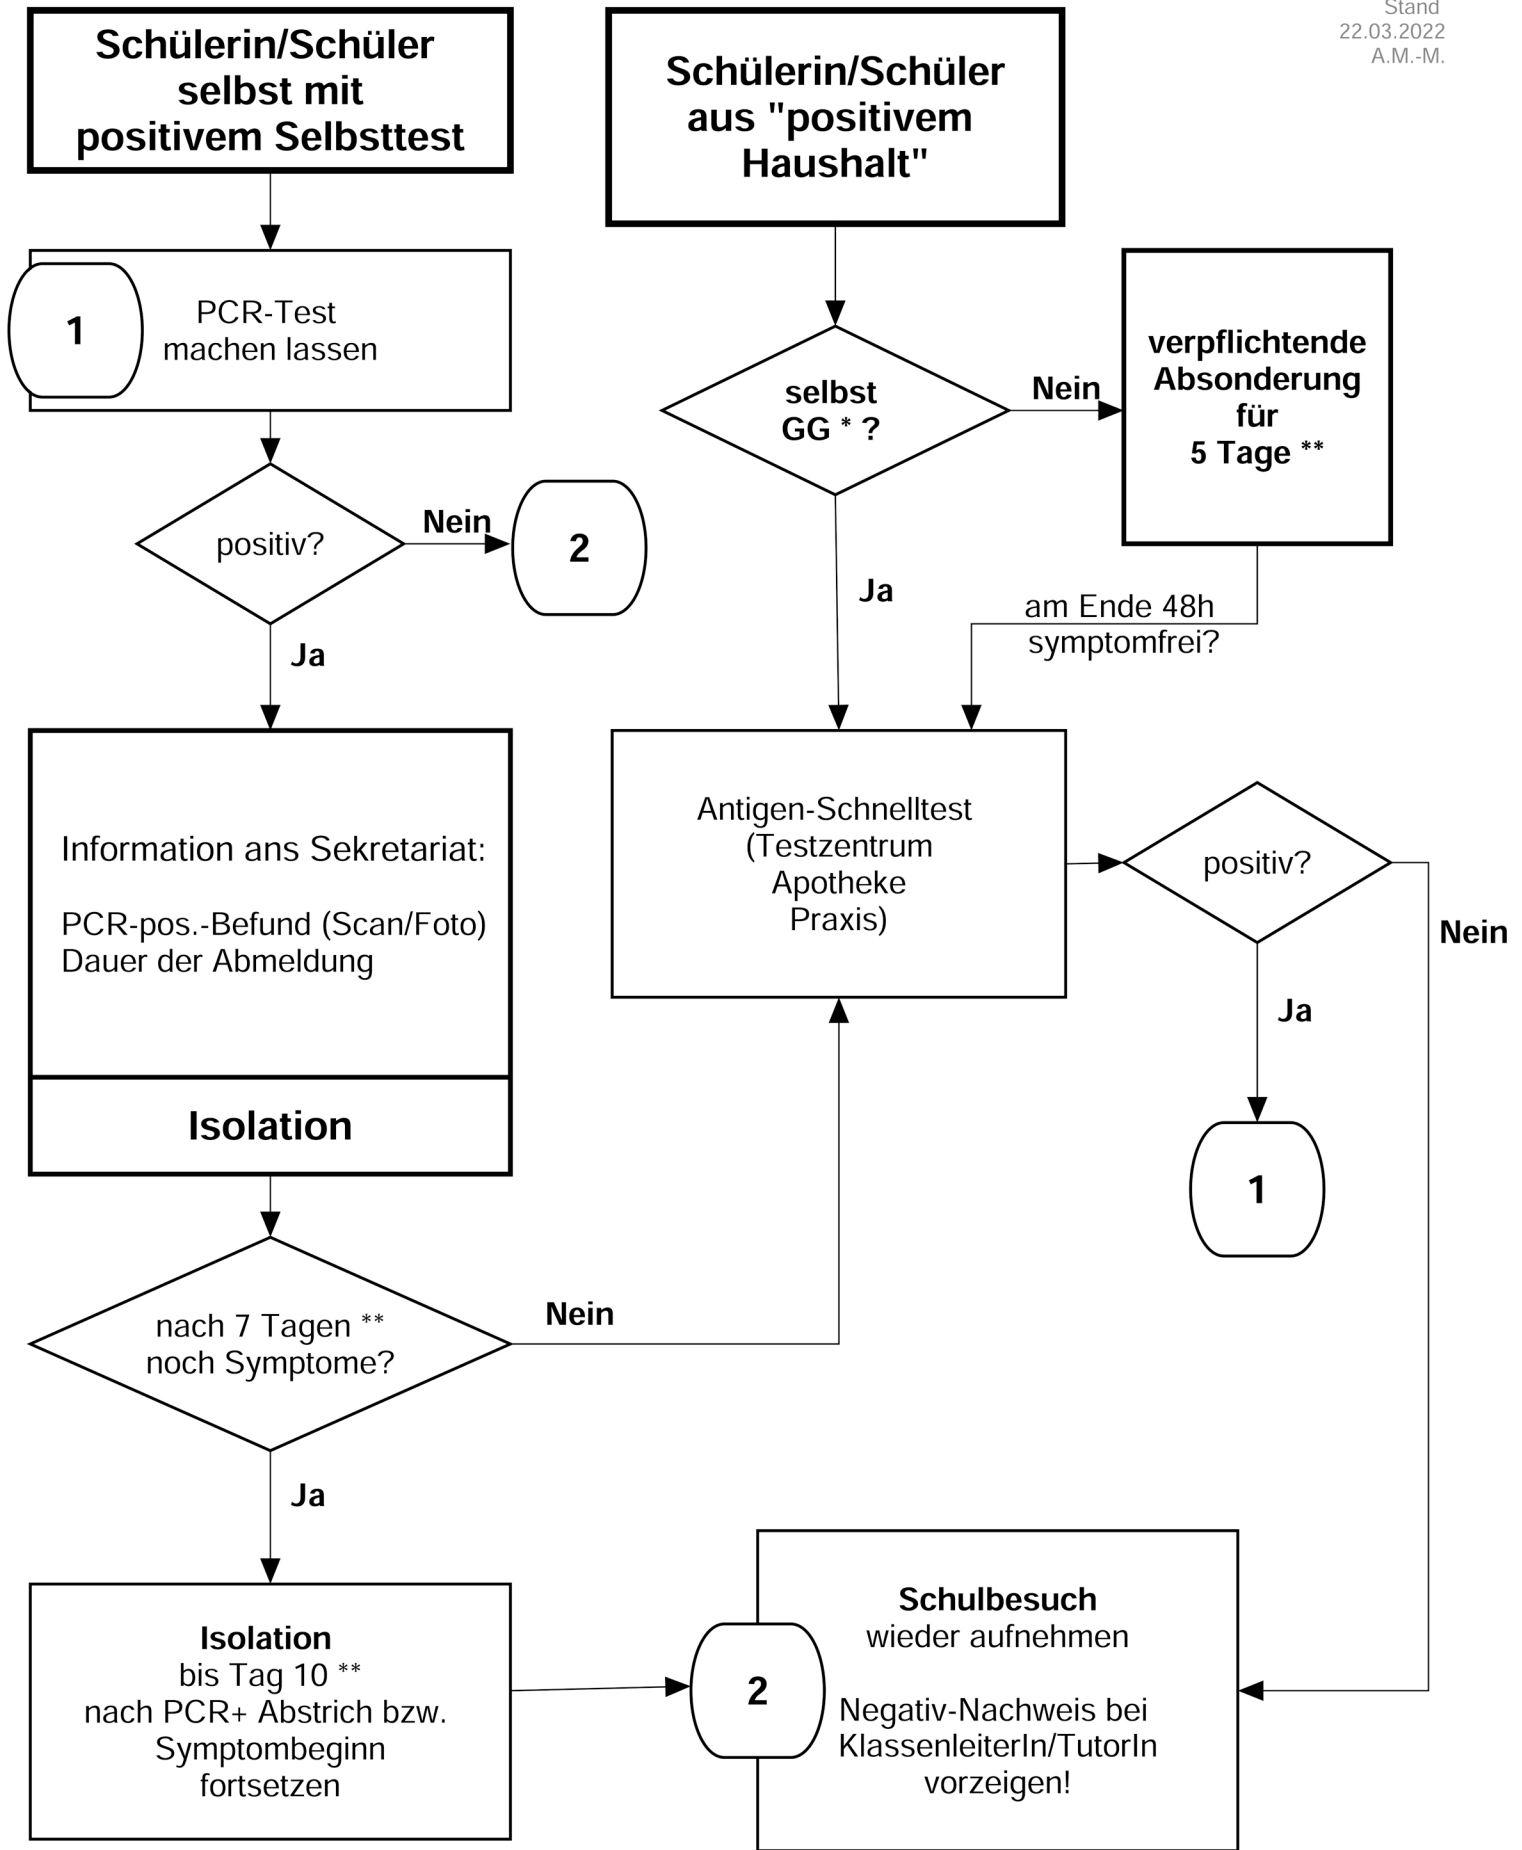 Stand
22.03.2022
A.M.-M.
Schülerin/Schüler
selbst mit
positivem Selbsttest
Schülerin/Schüler
aus "positivem
Haushalt"
1
PCR-Test
machen lassen
selbst
GG * ?
Nein
verpflichtende
Absonderung
für
5 Tage **
positiv?
Nein
2
Ja
Ja
am Ende 48h
symptomfrei?
Information ans Sekretariat:
PCR-pos.-Befund (Scan/Foto)
Dauer der Abmeldung
Isolation
Antigen-Schnelltest
(Testzentrum
Apotheke
Praxis)
positiv?
Nein
Ja
1
nach 7 Tagen **
noch Symptome?
Nein
Ja
Isolation
bis Tag 10 **
nach PCR+ Abstrich bzw.
Symptombeginn
fortsetzen
2
Schulbesuch
wieder aufnehmen
Negativ-Nachweis bei
KlassenleiterIn/TutorIn
vorzeigen!